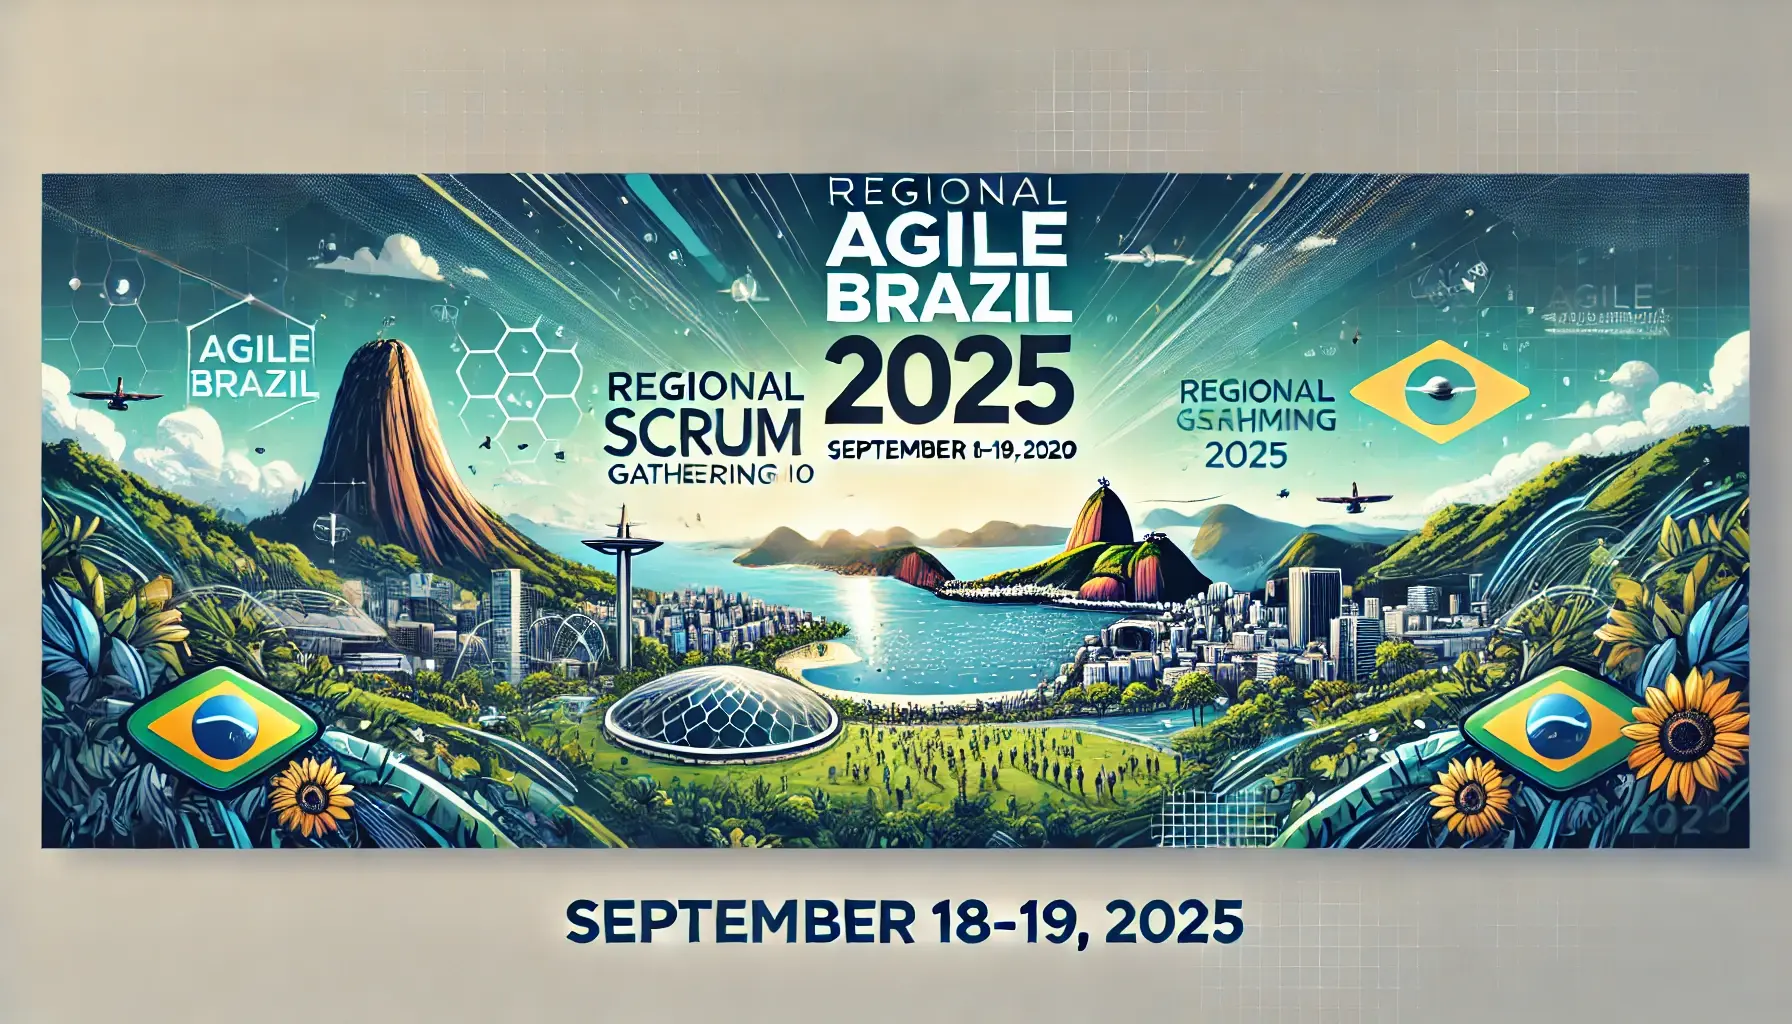 REGIONAL
AGILE
BRAZIL
2025
SEPTEMBER 1-19, 2020
AGILE
BRAZIL
REGIONAL
SCRUM
GATHERING IO
REGIONAL
GSAHMING
2025
AGILE
SEPTEMBER 18-19, 2025